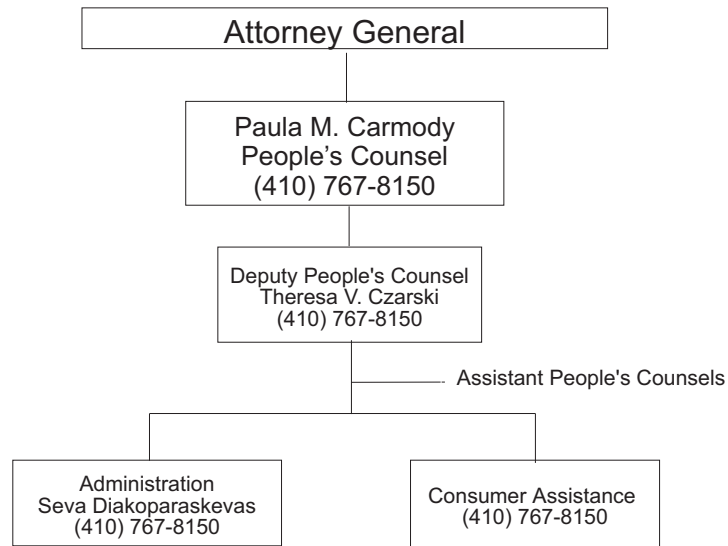 Attorney General
Paula M. Carmody
People’s Counsel
(410) 767-8150
Deputy People's Counsel
Theresa V. Czarski
(410) 767-8150
Assistant People's Counsels
Administration
Seva Diakoparaskevas
(410) 767-8150
Consumer Assistance
(410) 767-8150